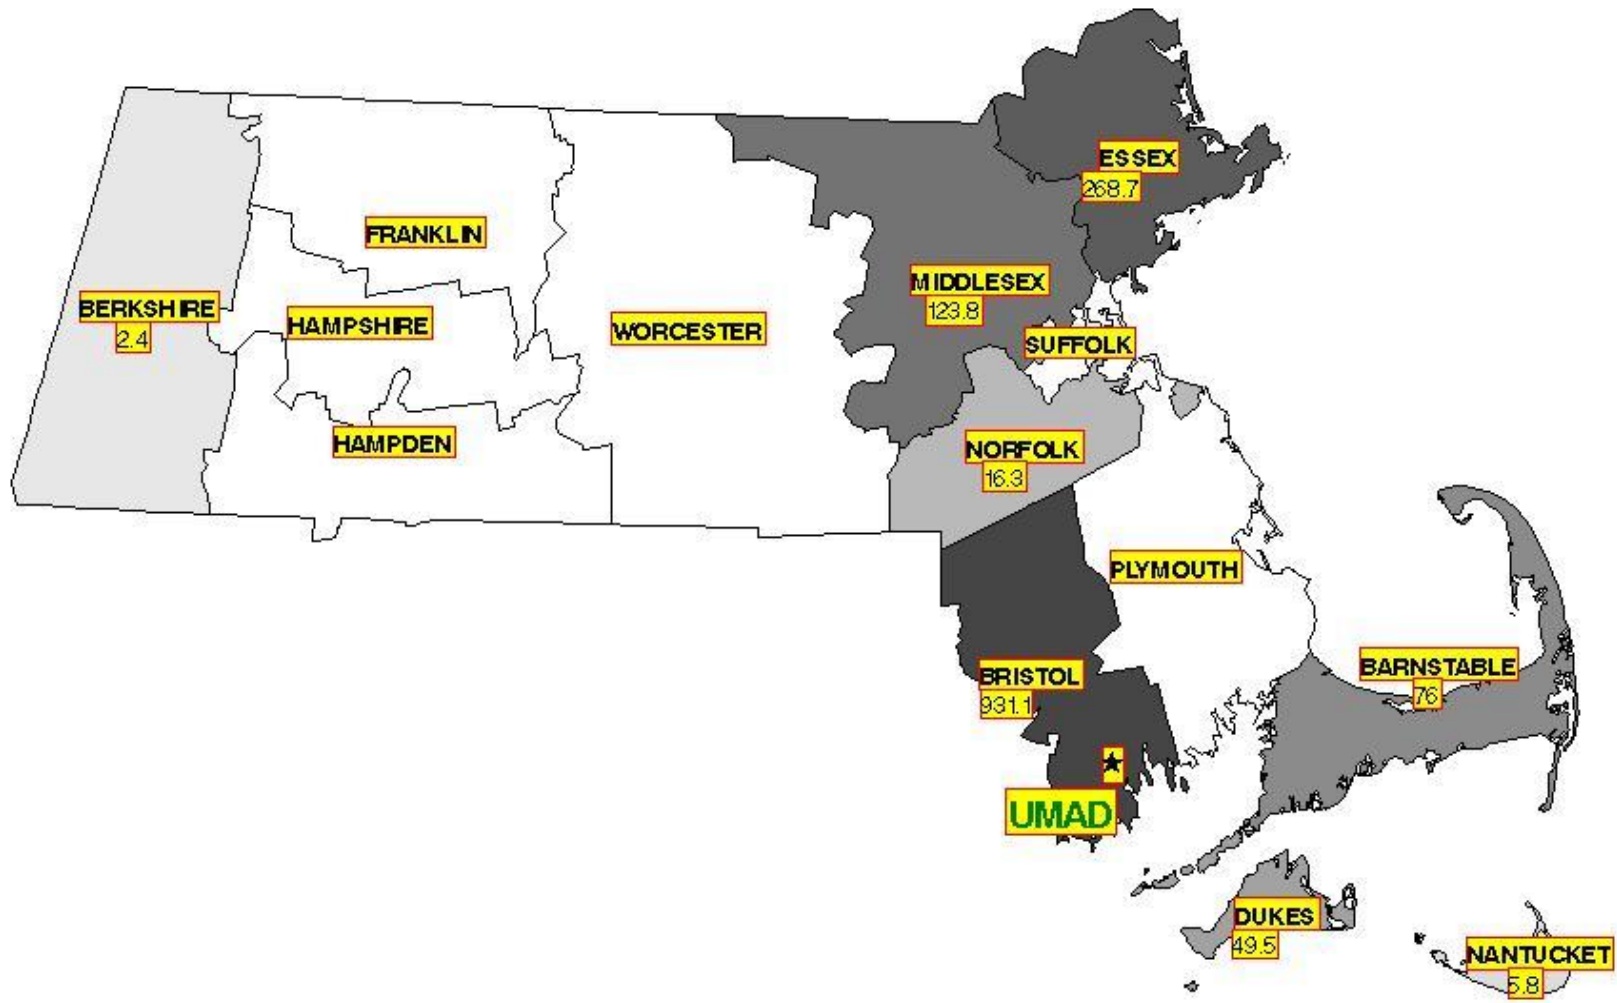 ESSEX
268.7
FRANKLIN
MIDDLESEX
123.8
BERKSHIRE
2.4
HAMPSHIRE
WORCESTER
SUFFOLK
HAMPDEN
NORFOLK
16.3
PLYMOUTH
BRISTOL
931.1
BARNSTABLE
76
★
UMAD
DUKES
49.5
NANTUCKET
5.8